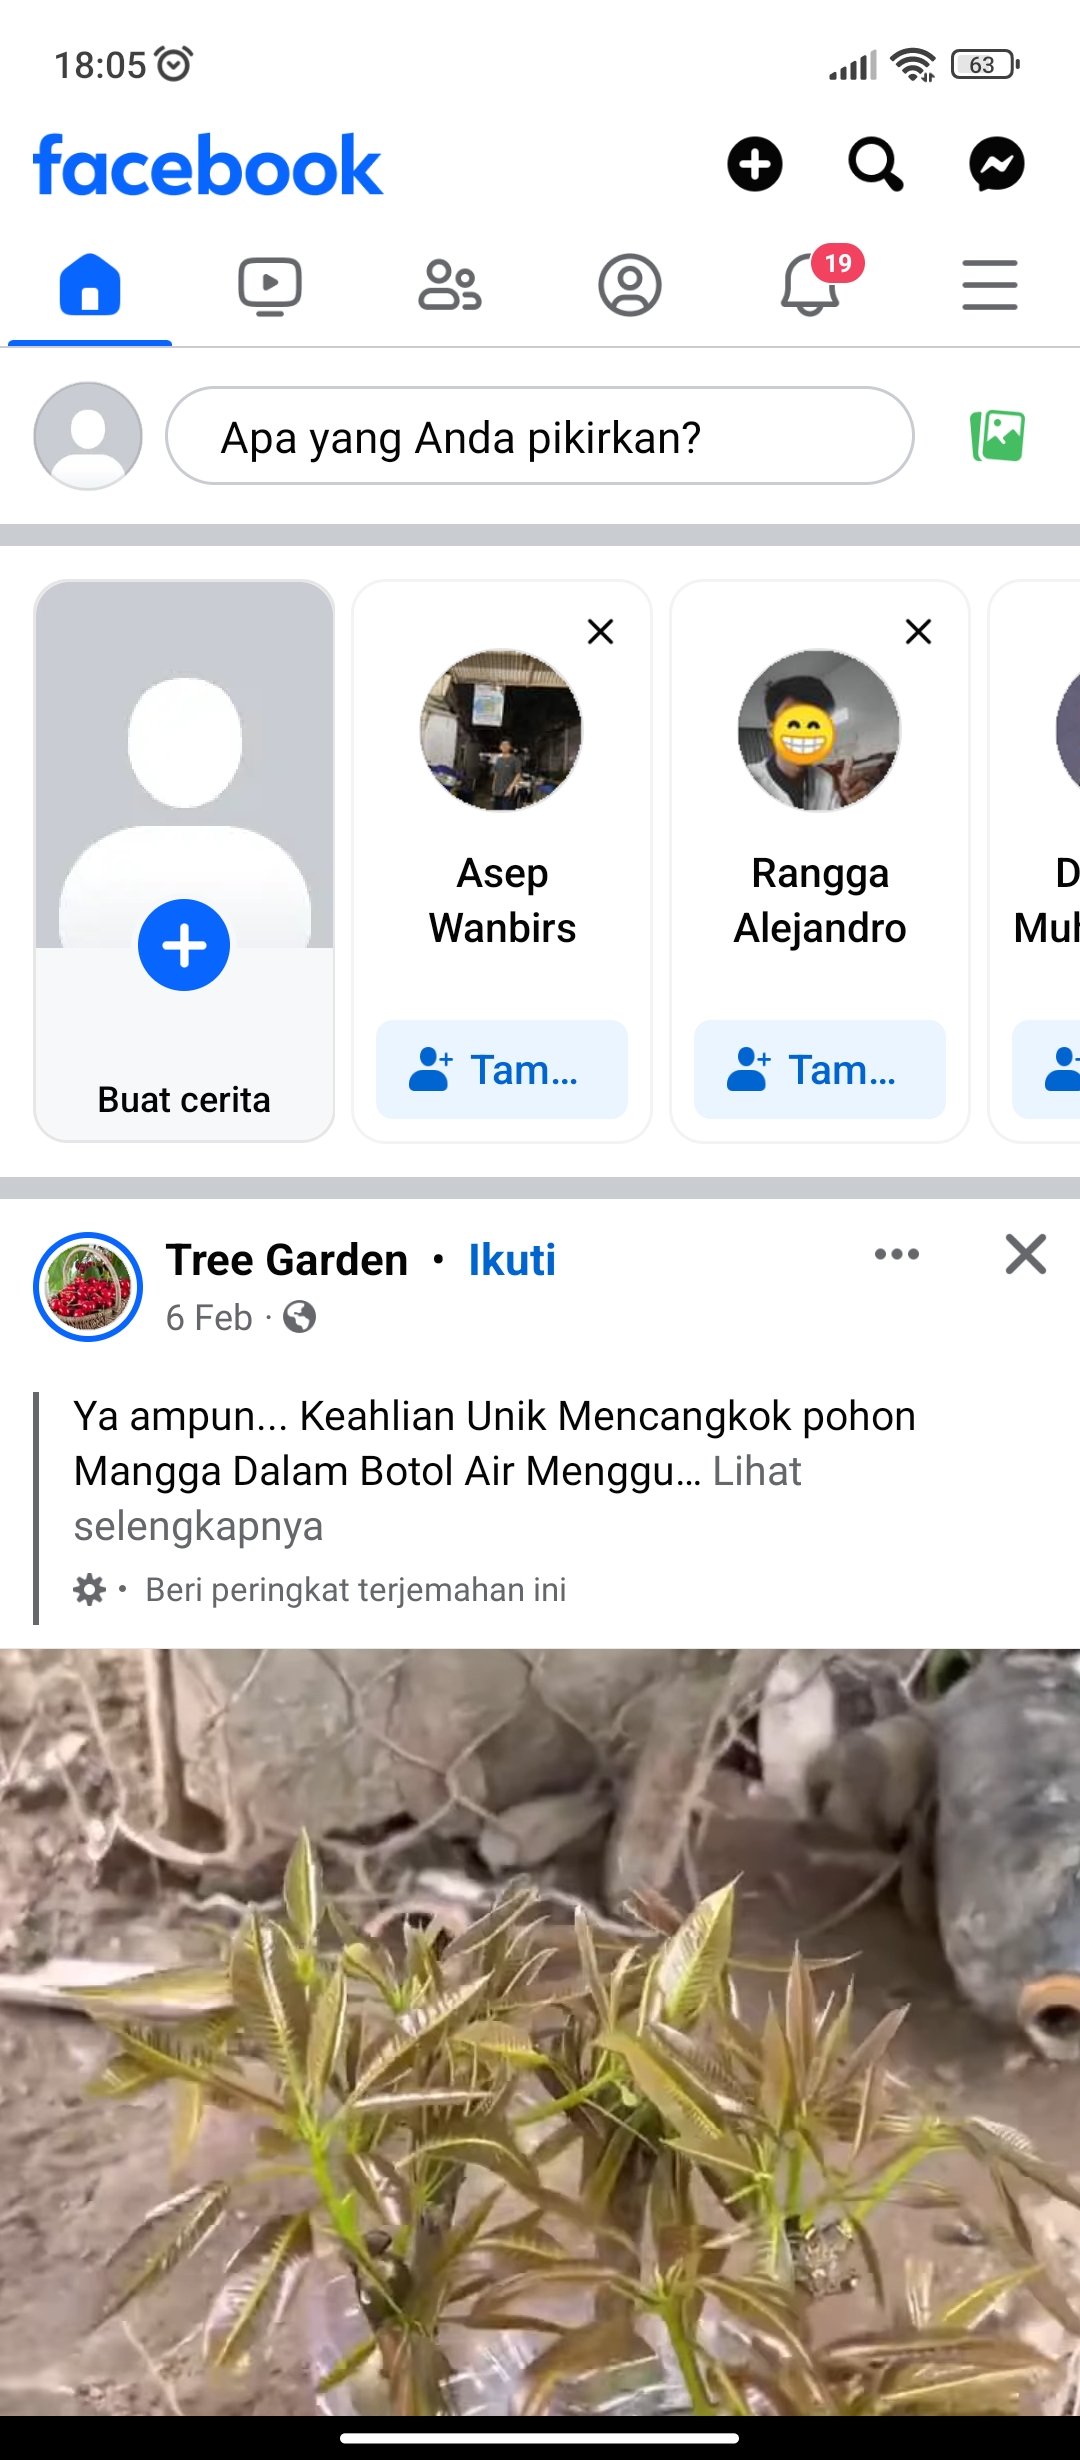 18:05
63
facebook
19
Apa yang Anda pikirkan?
Buat cerita
Asep
Wanbirs
Tam...
Rangga
Alejandro
Tam...
D
Muh
Tree Garden • Ikuti
6 Feb ·
Ya ampun... Keahlian Unik Mencangkok pohon
Mangga Dalam Botol Air Menggu... Lihat
selengkapnya
• Beri peringkat terjemahan ini